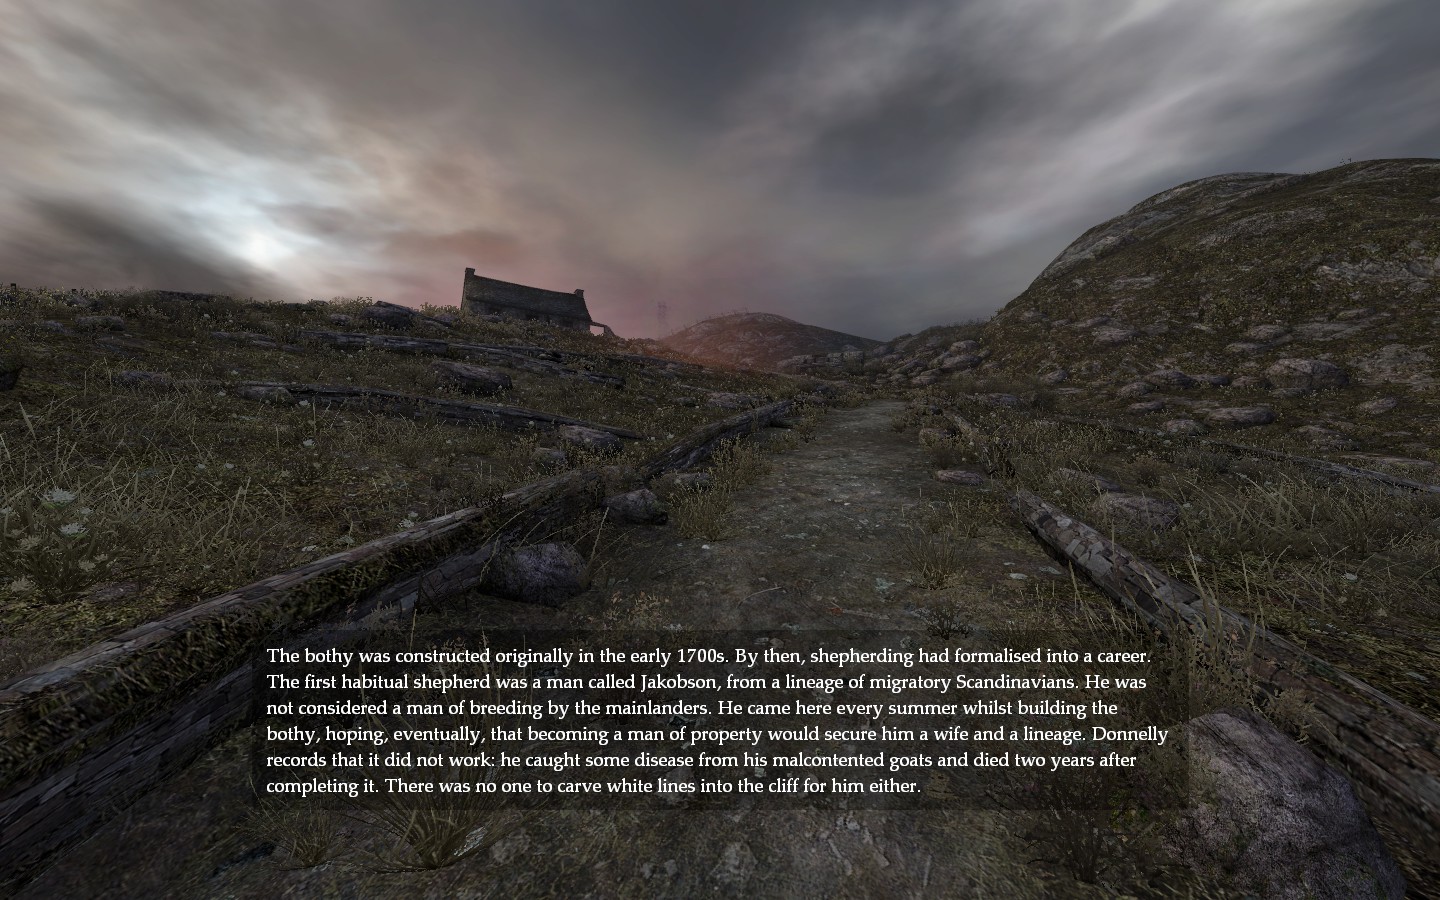 The bothy was constructed originally in the early 1700s. By then, shepherding had formalised into a career.
The first habitual shepherd was a man called Jakobson, from a lineage of migratory Scandinavians. He was
not considered a man of breeding by the mainlanders. He came here every summer whilst building the
bothy, hoping, eventually, that becoming a man of property would secure him a wife and a lineage. Donnelly
records that it did not work: he caught some disease from his malcontented goats and died two years after
completing it. There was no one to carve white lines into the cliff for him either.